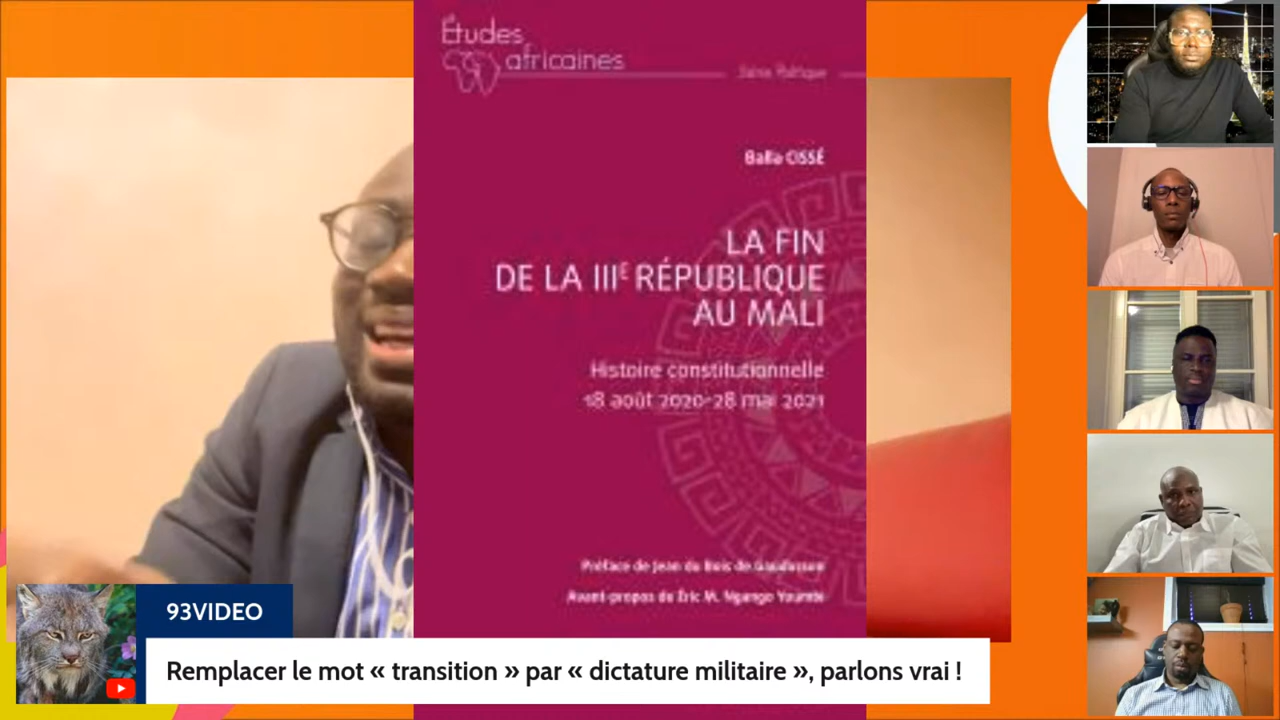 Études
africaines
Série Politique
Balla CISSÉ
LA FIN
DE LA IIIE RÉPUBLIQUE
AU MALI
Histoire constitutionnelle
18 août 2020-28 mai 2021
Préface de Jean du Bois de Gaudusson
Avant-propos de Eric M. Ngango Youmbi
93VIDEO
Remplacer le mot « transition » par « dictature militaire », parlons vrai !